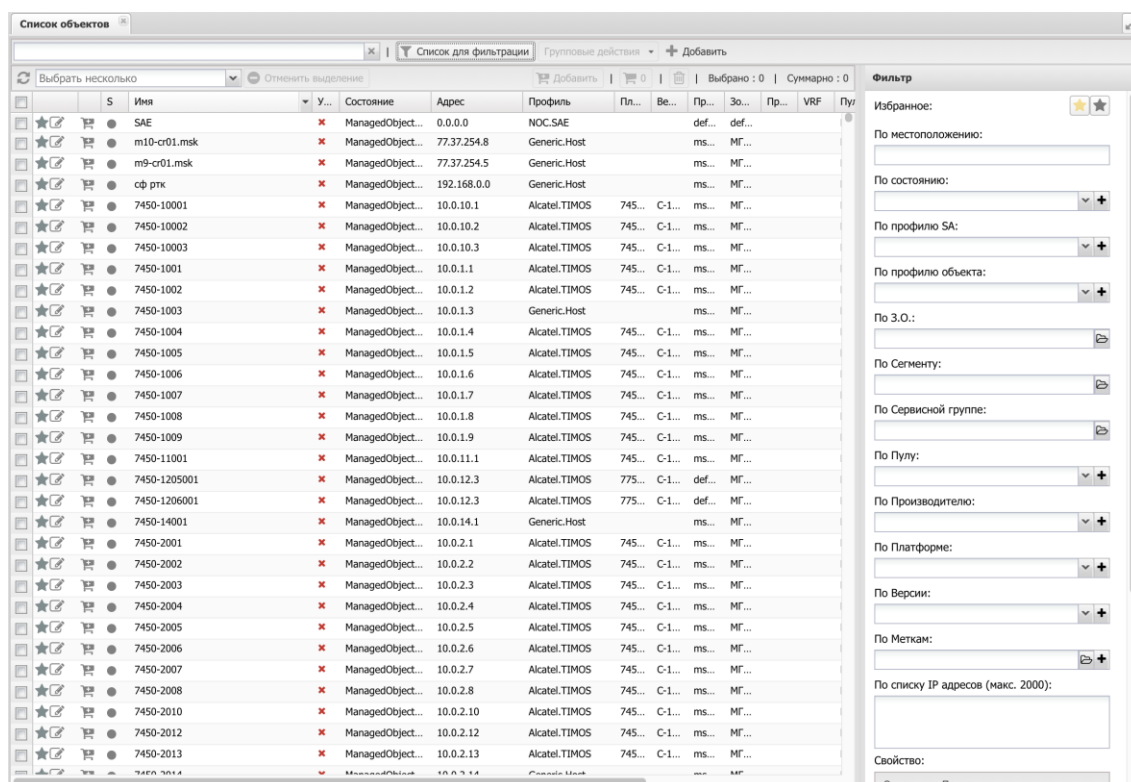 Список объектов
Список для фильтрации Групповые действия Добавить
Выбрать несколько Отменить выделение Добавить | 0 | | Выбрано : 0 | Суммарно : 0 Фильтр
S Имя У... Состояние Адрес Профиль Пл... Ве... Пр... Зо... Пр... VRF Пул
SAE ManagedObject... 0.0.0.0 NOC.SAE def... def...
m10-cr01.msk ManagedObject... 77.37.254.8 Generic.Host ms... МГ...
m9-cr01.msk ManagedObject... 77.37.254.5 Generic.Host ms... МГ...
сф ртк ManagedObject... 192.168.0.0 Generic.Host ms... МГ...
7450-10001 ManagedObject... 10.0.10.1 Alcatel.TIMOS 745... C-1... ms... МГ...
7450-10002 ManagedObject... 10.0.10.2 Alcatel.TIMOS 745... C-1... ms... МГ...
7450-10003 ManagedObject... 10.0.10.3 Alcatel.TIMOS 745... C-1... ms... МГ...
7450-1001 ManagedObject... 10.0.1.1 Alcatel.TIMOS 745... C-1... ms... МГ...
7450-1002 ManagedObject... 10.0.1.2 Alcatel.TIMOS 745... C-1... ms... МГ...
7450-1003 ManagedObject... 10.0.1.3 Generic.Host ms... МГ...
7450-1004 ManagedObject... 10.0.1.4 Alcatel.TIMOS 745... C-1... ms... МГ...
7450-1005 ManagedObject... 10.0.1.5 Alcatel.TIMOS 745... C-1... ms... МГ...
7450-1006 ManagedObject... 10.0.1.6 Alcatel.TIMOS 745... C-1... ms... МГ...
7450-1007 ManagedObject... 10.0.1.7 Alcatel.TIMOS 745... C-1... ms... МГ...
7450-1008 ManagedObject... 10.0.1.8 Alcatel.TIMOS 745... C-1... ms... МГ...
7450-1009 ManagedObject... 10.0.1.9 Alcatel.TIMOS 745... C-1... ms... МГ...
7450-11001 ManagedObject... 10.0.11.1 Alcatel.TIMOS 745... C-1... ms... МГ...
7450-1205001 ManagedObject... 10.0.12.3 Alcatel.TIMOS 775... C-1... def... МГ...
7450-1206001 ManagedObject... 10.0.12.3 Alcatel.TIMOS 775... C-1... def... МГ...
7450-14001 ManagedObject... 10.0.14.1 Generic.Host ms... МГ...
7450-2001 ManagedObject... 10.0.2.1 Alcatel.TIMOS 745... C-1... ms... МГ...
7450-2002 ManagedObject... 10.0.2.2 Alcatel.TIMOS 745... C-1... ms... МГ...
7450-2003 ManagedObject... 10.0.2.3 Alcatel.TIMOS 745... C-1... ms... МГ...
7450-2004 ManagedObject... 10.0.2.4 Alcatel.TIMOS 745... C-1... ms... МГ...
7450-2005 ManagedObject... 10.0.2.5 Alcatel.TIMOS 745... C-1... ms... МГ...
7450-2006 ManagedObject... 10.0.2.6 Alcatel.TIMOS 745... C-1... ms... МГ...
7450-2007 ManagedObject... 10.0.2.7 Alcatel.TIMOS 745... C-1... ms... МГ...
7450-2008 ManagedObject... 10.0.2.8 Alcatel.TIMOS 745... C-1... ms... МГ...
7450-2010 ManagedObject... 10.0.2.10 Alcatel.TIMOS 745... C-1... ms... МГ...
7450-2012 ManagedObject... 10.0.2.12 Alcatel.TIMOS 745... C-1... ms... МГ...
7450-2013 ManagedObject... 10.0.2.13 Alcatel.TIMOS 745... C-1... ms... МГ...
Избранное:
По местоположению:
По состоянию:
По профилю SA:
По профилю объекта:
По З.О.:
По Сегменту:
По Сервисной группе:
По Пулу:
По Производителю:
По Платформе:
По Версии:
По Меткам:
По списку IP адресов (макс. 2000):
Свойство: